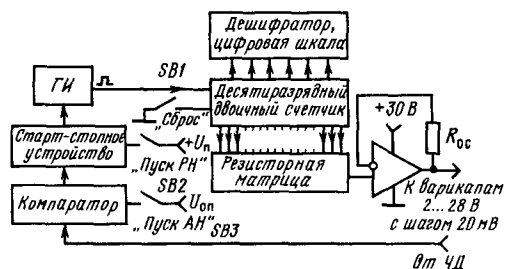 Дешифратор,
цифровая шкала
ГИ
SB1
Десятиразрядный
двоичный счетчик
„Сброс"
+30 В
Старт-стопное
устройство
+Uп
„Пуск РН"
Резисторная
матрица
Rос
SB2
Компаратор
Uоп
„Пуск АН"
SB3
К варикапам
2... 28 В
с шагом 20 мВ
От ЧД